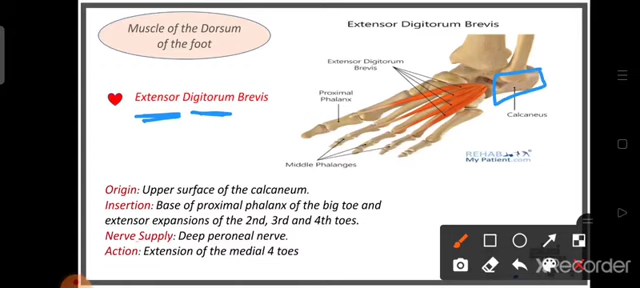 Muscle of the Dorsum
of the foot
Extensor Digitorum Brevis
Extensor Digitorum Brevis
Extensor Digitorum
Brevis
Proximal
Phalanx
Calcaneus
Middle Phalanges
REHAB
My Patient.com
Origin: Upper surface of the calcaneum.
Insertion: Base of proximal phalanx of the big toe and
extensor expansions of the 2nd, 3rd and 4th toes.
Nerve Supply: Deep peroneal nerve.
Action: Extension of the medial 4 toes
XRECORDER